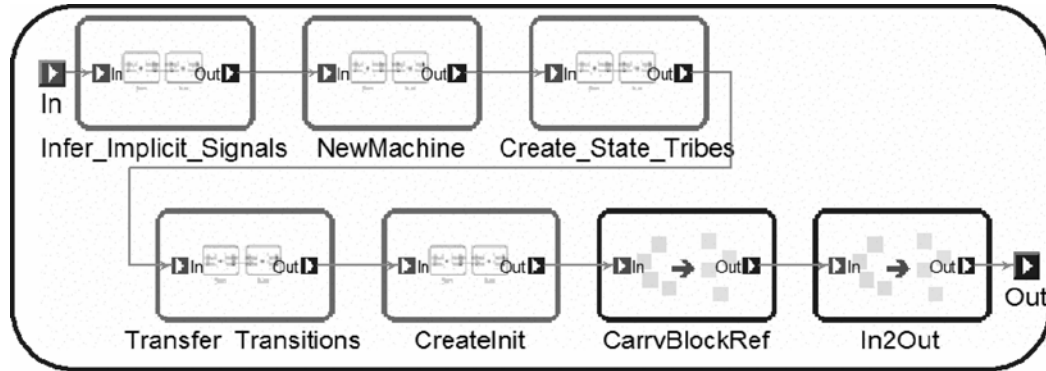 In Out In Out In Out
In
Infer_Implicit_Signals NewMachine Create_State_Tribes
In Out In Out In Out In Out
Out
Transfer Transitions CreateInit CarryBlockRef In2Out